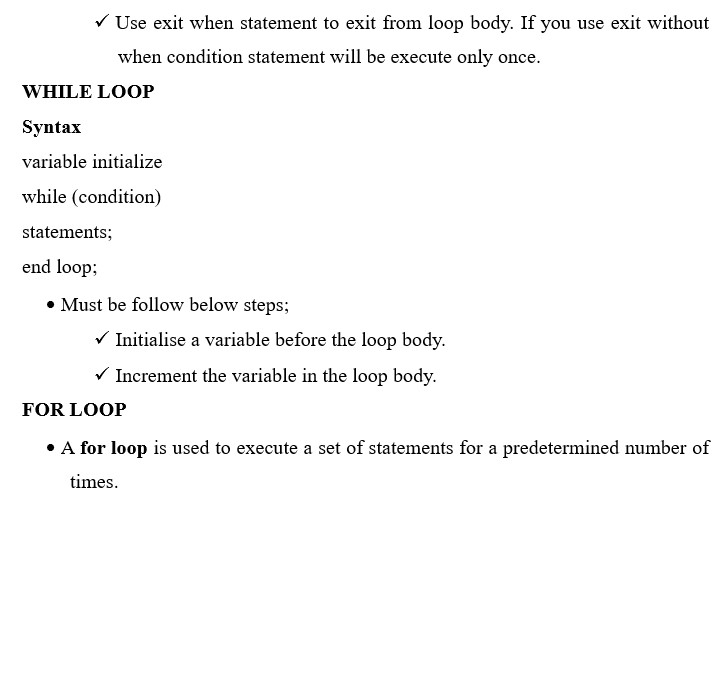 ✓ Use exit when statement to exit from loop body. If you use exit without
when condition statement will be execute only once.
WHILE LOOP
Syntax
variable initialize
while (condition)
statements;
end loop;
• Must be follow below steps;
✓ Initialise a variable before the loop body.
✓ Increment the variable in the loop body.
FOR LOOP
• A for loop is used to execute a set of statements for a predetermined number of
times.